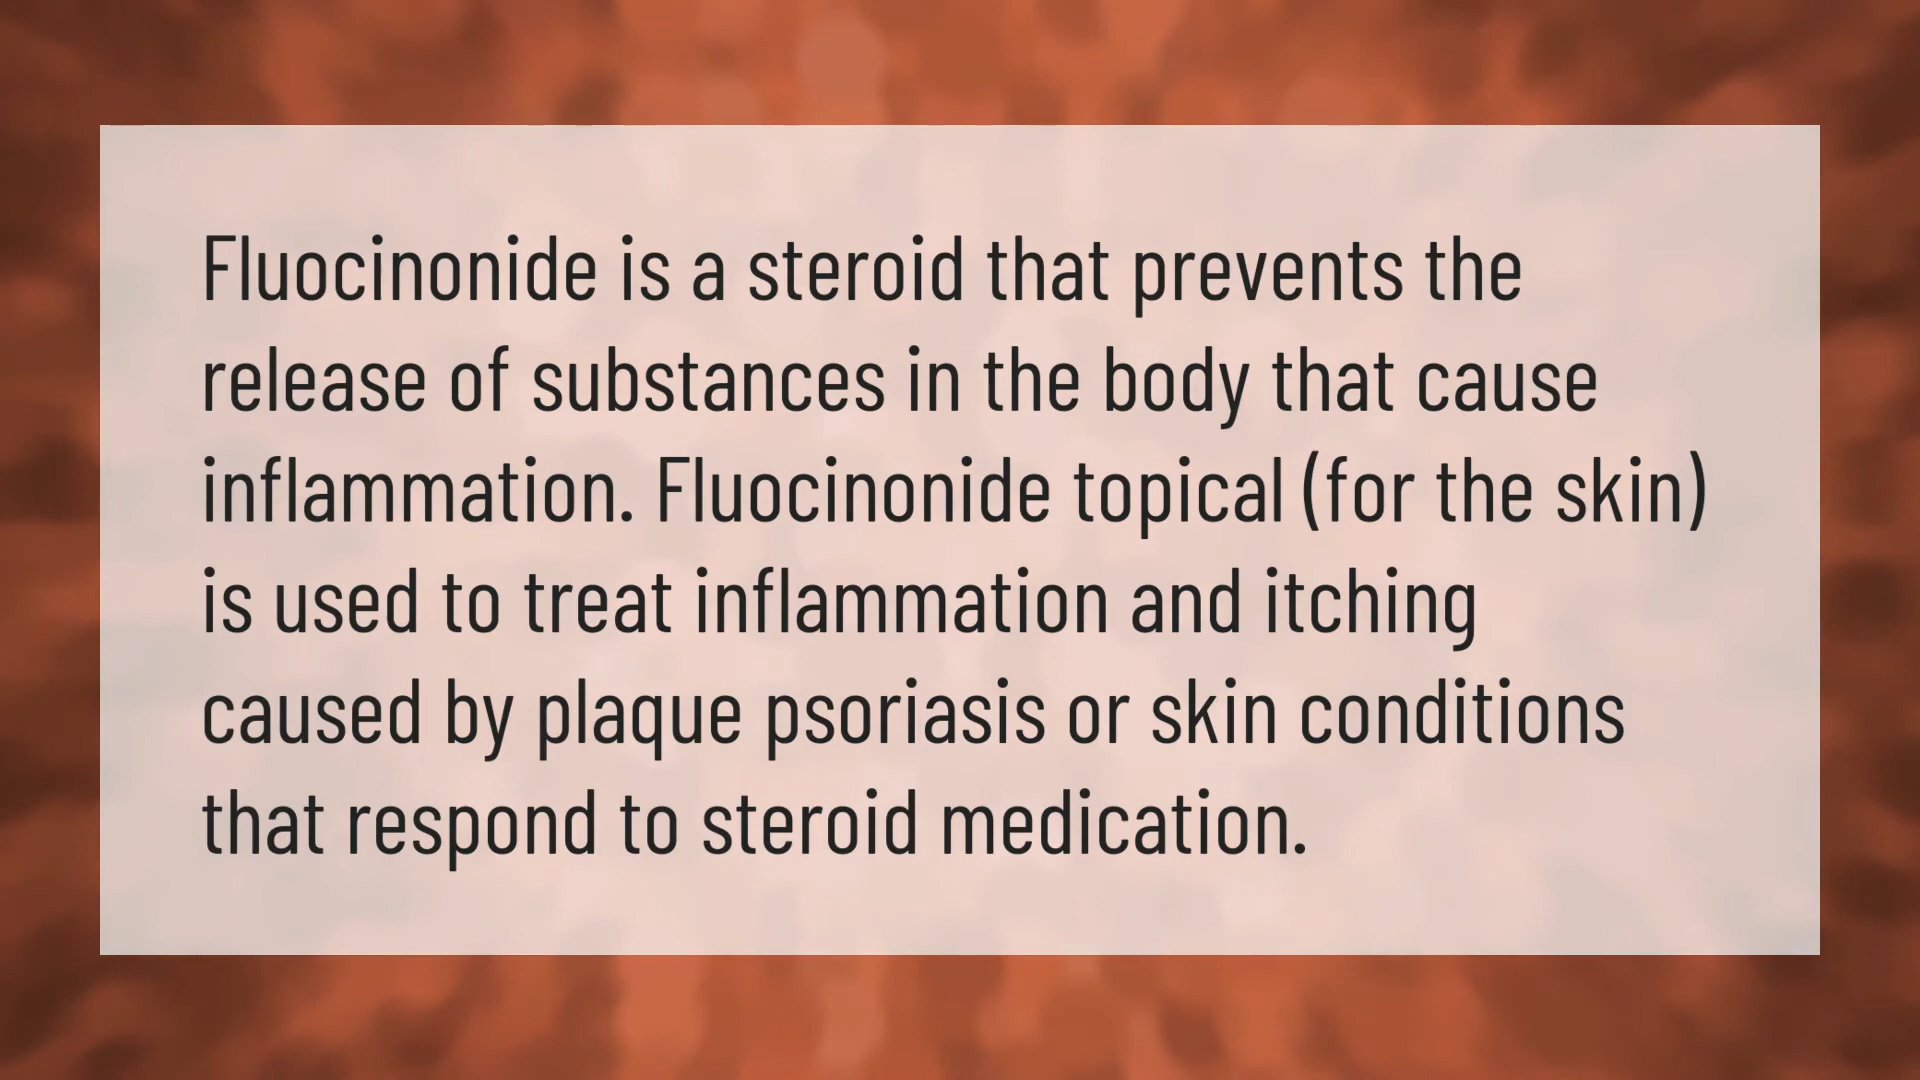 Fluocinonide is a steroid that prevents the
release of substances in the body that cause
inflammation. Fluocinonide topical (for the skin)
is used to treat inflammation and itching
caused by plaque psoriasis or skin conditions
that respond to steroid medication.